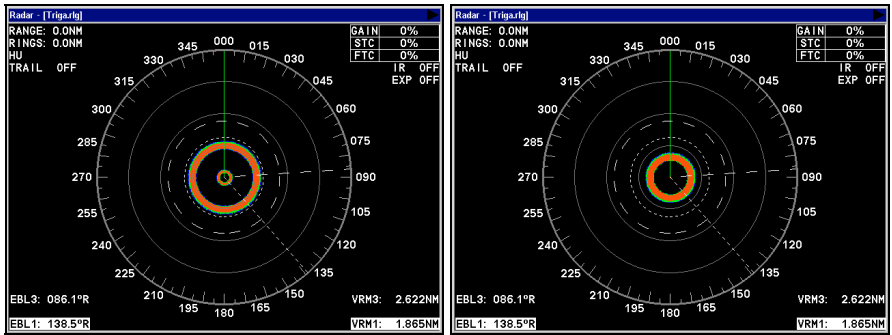 Radar - [Triga.rlg]
RANGE: 0.0NM
RINGS: 0.0NM
HU
TRAIL OFF
GAIN 0%
STC 0%
FTC 0%
IR OFF
EXP OFF
000
015
030
045
060
075
090
105
120
135
150
165
180
195
210
225
240
255
270
285
300
315
330
345
EBL3: 086.1°R
EBL1: 138.5°R
VRM3: 2.622NM
VRM1: 1.865NM
Radar - [Triga.rlg]
RANGE: 0.0NM
RINGS: 0.0NM
HU
TRAIL OFF
GAIN 0%
STC 0%
FTC 0%
IR OFF
EXP OFF
000
015
030
045
060
075
090
105
120
135
150
165
180
195
210
225
240
255
270
285
300
315
330
345
EBL3: 086.1°R
EBL1: 138.5°R
VRM3: 2.622NM
VRM1: 1.865NM